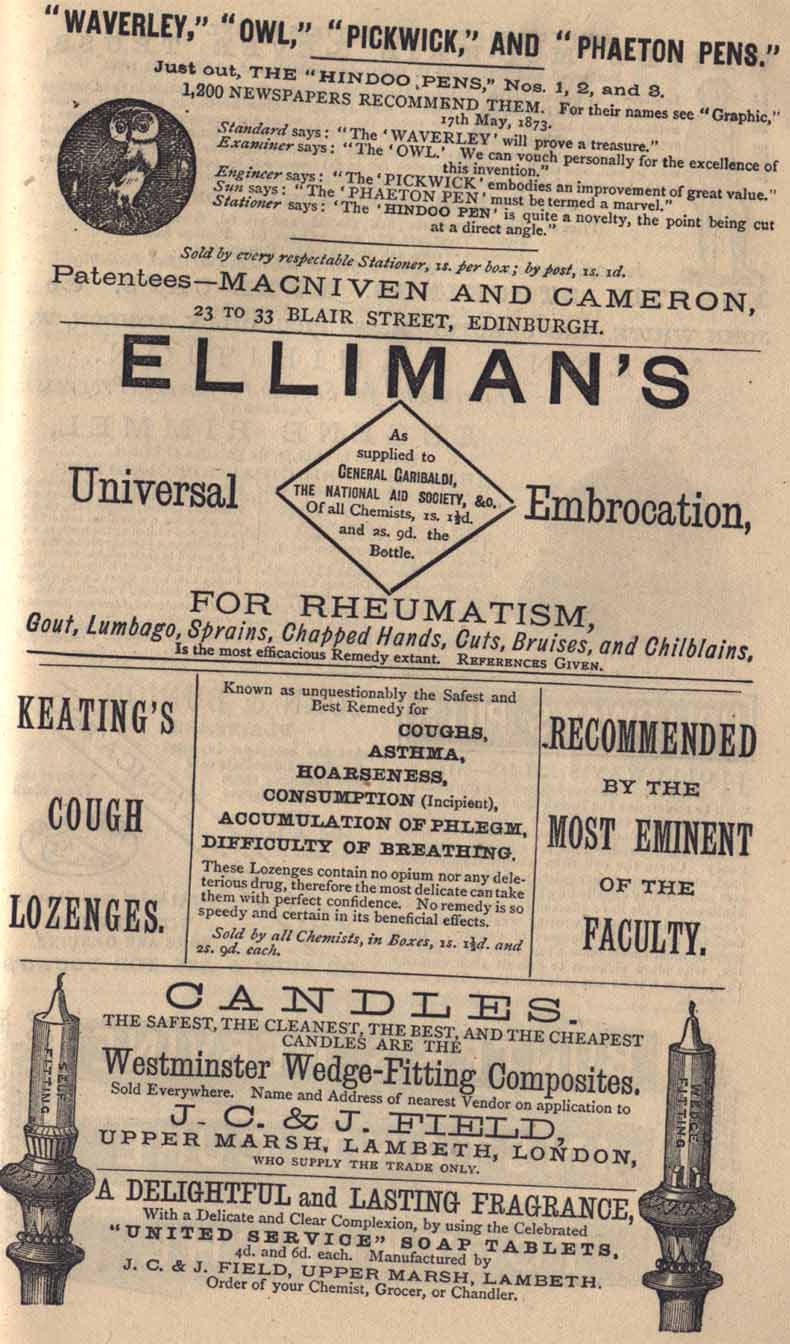 "WAVERLEY," "OWL," "PICKWICK," AND "PHAETON PENS."
Just out, THE "HINDOO PENS," Nos. 1, 2, and 3.
1,200 NEWSPAPERS RECOMMEND THEM. For their names see "Graphic,"
17th May, 1873.
Standard says: "The 'WAVERLEY' will prove a treasure."
Examiner says: "The 'OWL.' We can vouch personally for the excellence of
this invention."
Engineer says: "The 'PICKWICK' embodies an improvement of great value."
Sun says: "The 'PHAETON PEN' must be termed a marvel."
Stationer says: 'The 'HINDOO PEN' is quite a novelty, the point being cut
at a direct angle."
Sold by every respectable Stationer, 1s. per box; by post, 1s. 1d.
Patentees—MACNIVEN AND CAMERON,
23 TO 33 BLAIR STREET, EDINBURGH.
ELLIMAN'S
Universal
As
supplied to
GENERAL GARIBALDI,
THE NATIONAL AID SOCIETY, &c.
Of all Chemists, 1s. 1½d.
and 2s. 9d. the
Bottle.
Embrocation,
FOR RHEUMATISM,
Gout, Lumbago, Sprains, Chapped Hands, Cuts, Bruises, and Chilblains,
Is the most efficacious Remedy extant. REFERENCES GIVEN.
KEATING'S
COUGH
LOZENGES.
Known as unquestionably the Safest and
Best Remedy for
COUGHS,
ASTHMA,
HOARSENESS,
CONSUMPTION (Incipient),
ACCUMULATION OF PHLEGM,
DIFFICULTY OF BREATHING.
These Lozenges contain no opium nor any dele-
terious drug, therefore the most delicate can take
them with perfect confidence. No remedy is so
speedy and certain in its beneficial effects.
Sold by all Chemists, in Boxes, 1s. 1½d. and
2s. 9d. each.
RECOMMENDED
BY THE
MOST EMINENT
OF THE
FACULTY.
CANDLES.
THE SAFEST, THE CLEANEST, THE BEST, AND THE CHEAPEST
CANDLES ARE THE
Westminster Wedge-Fitting Composites.
Sold Everywhere. Name and Address of nearest Vendor on application to
J. C. & J. FIELD,
UPPER MARSH, LAMBETH, LONDON,
WHO SUPPLY THE TRADE ONLY.
SELF
FITTING
WEDGE
FITTING
A DELIGHTFUL and LASTING FRAGRANCE,
With a Delicate and Clear Complexion, by using the Celebrated
"UNITED SERVICE" SOAP TABLETS,
4d. and 6d. each. Manufactured by
J. C. & J. FIELD, UPPER MARSH, LAMBETH.
Order of your Chemist, Grocer, or Chandler.